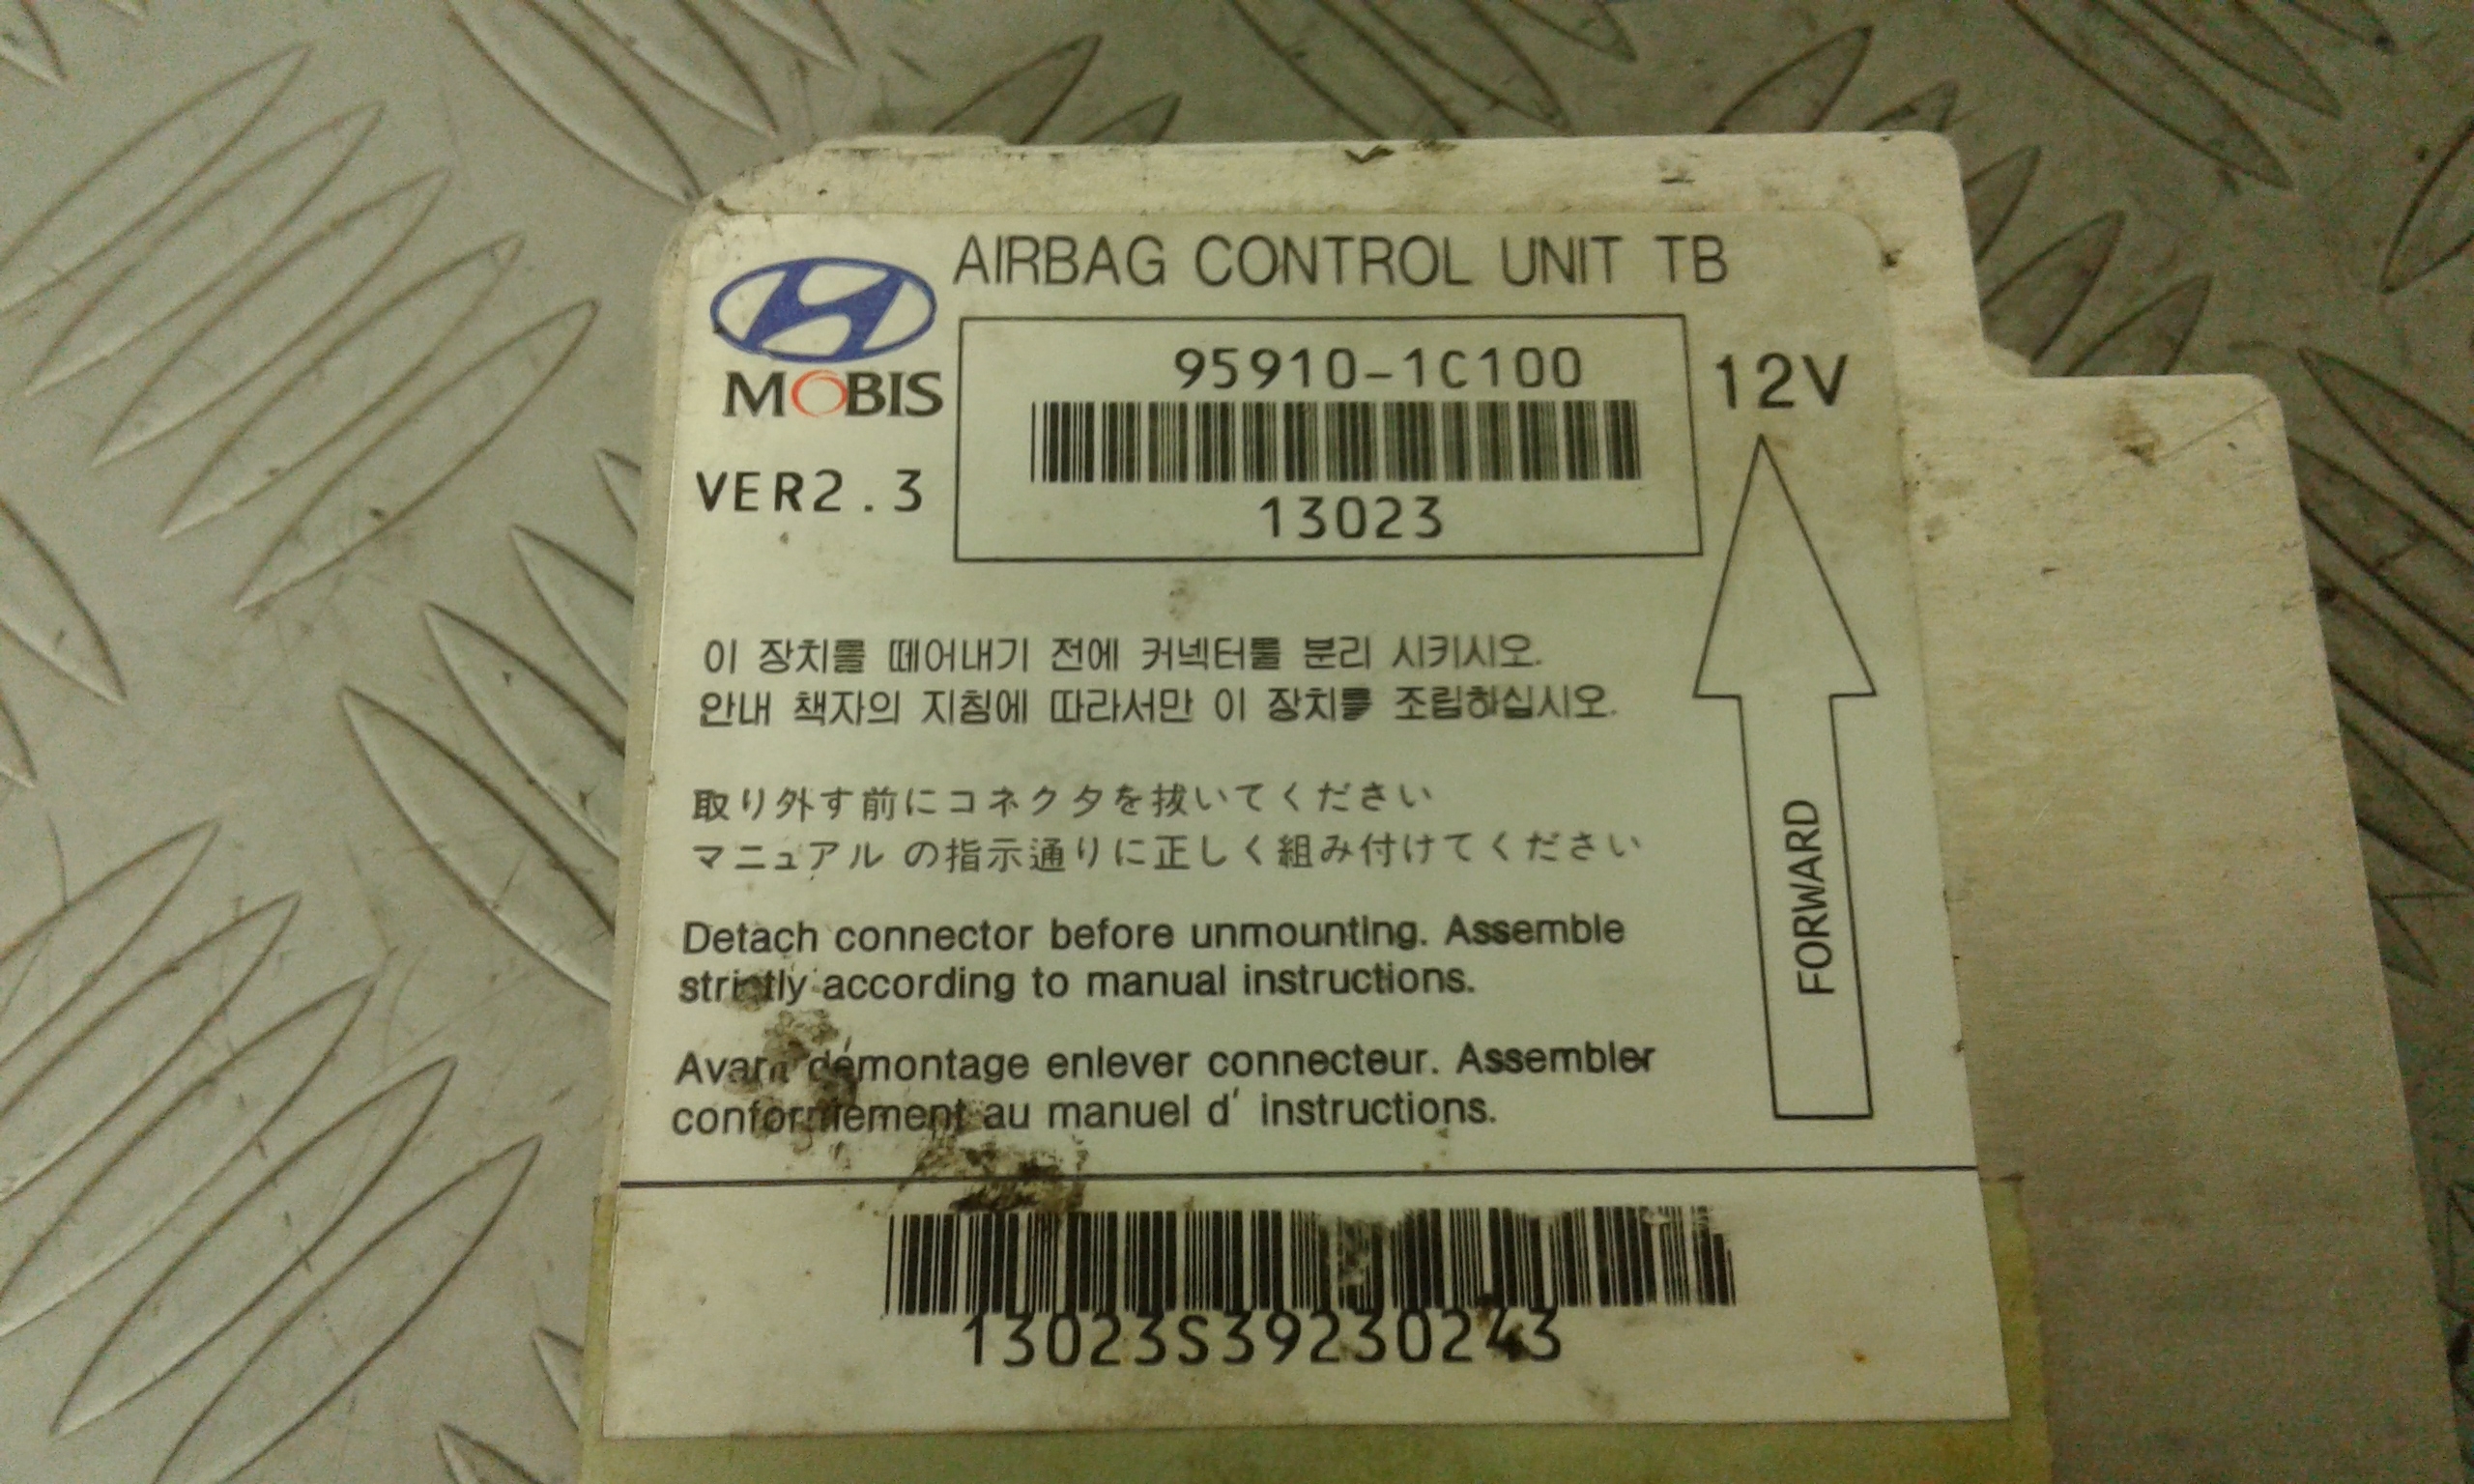 AIRBAG CONTROL UNIT TB
MOBIS
95910-1C100
12V
VER2.3
13023
이 장치를 떼어내기 전에 커넥터를 분리 시키시오.
안내 책자의 지침에 따라서만 이 장치를 조립하십시오.
取り外す前にコネクタを抜いてください
マニュアル の指示通りに正しく組み付けてください
Detach connector before unmounting. Assemble
strictly according to manual instructions.
Avant démontage enlever connecteur. Assembler
conformement au manuel d' instructions.
FORWARD
13023S39230243